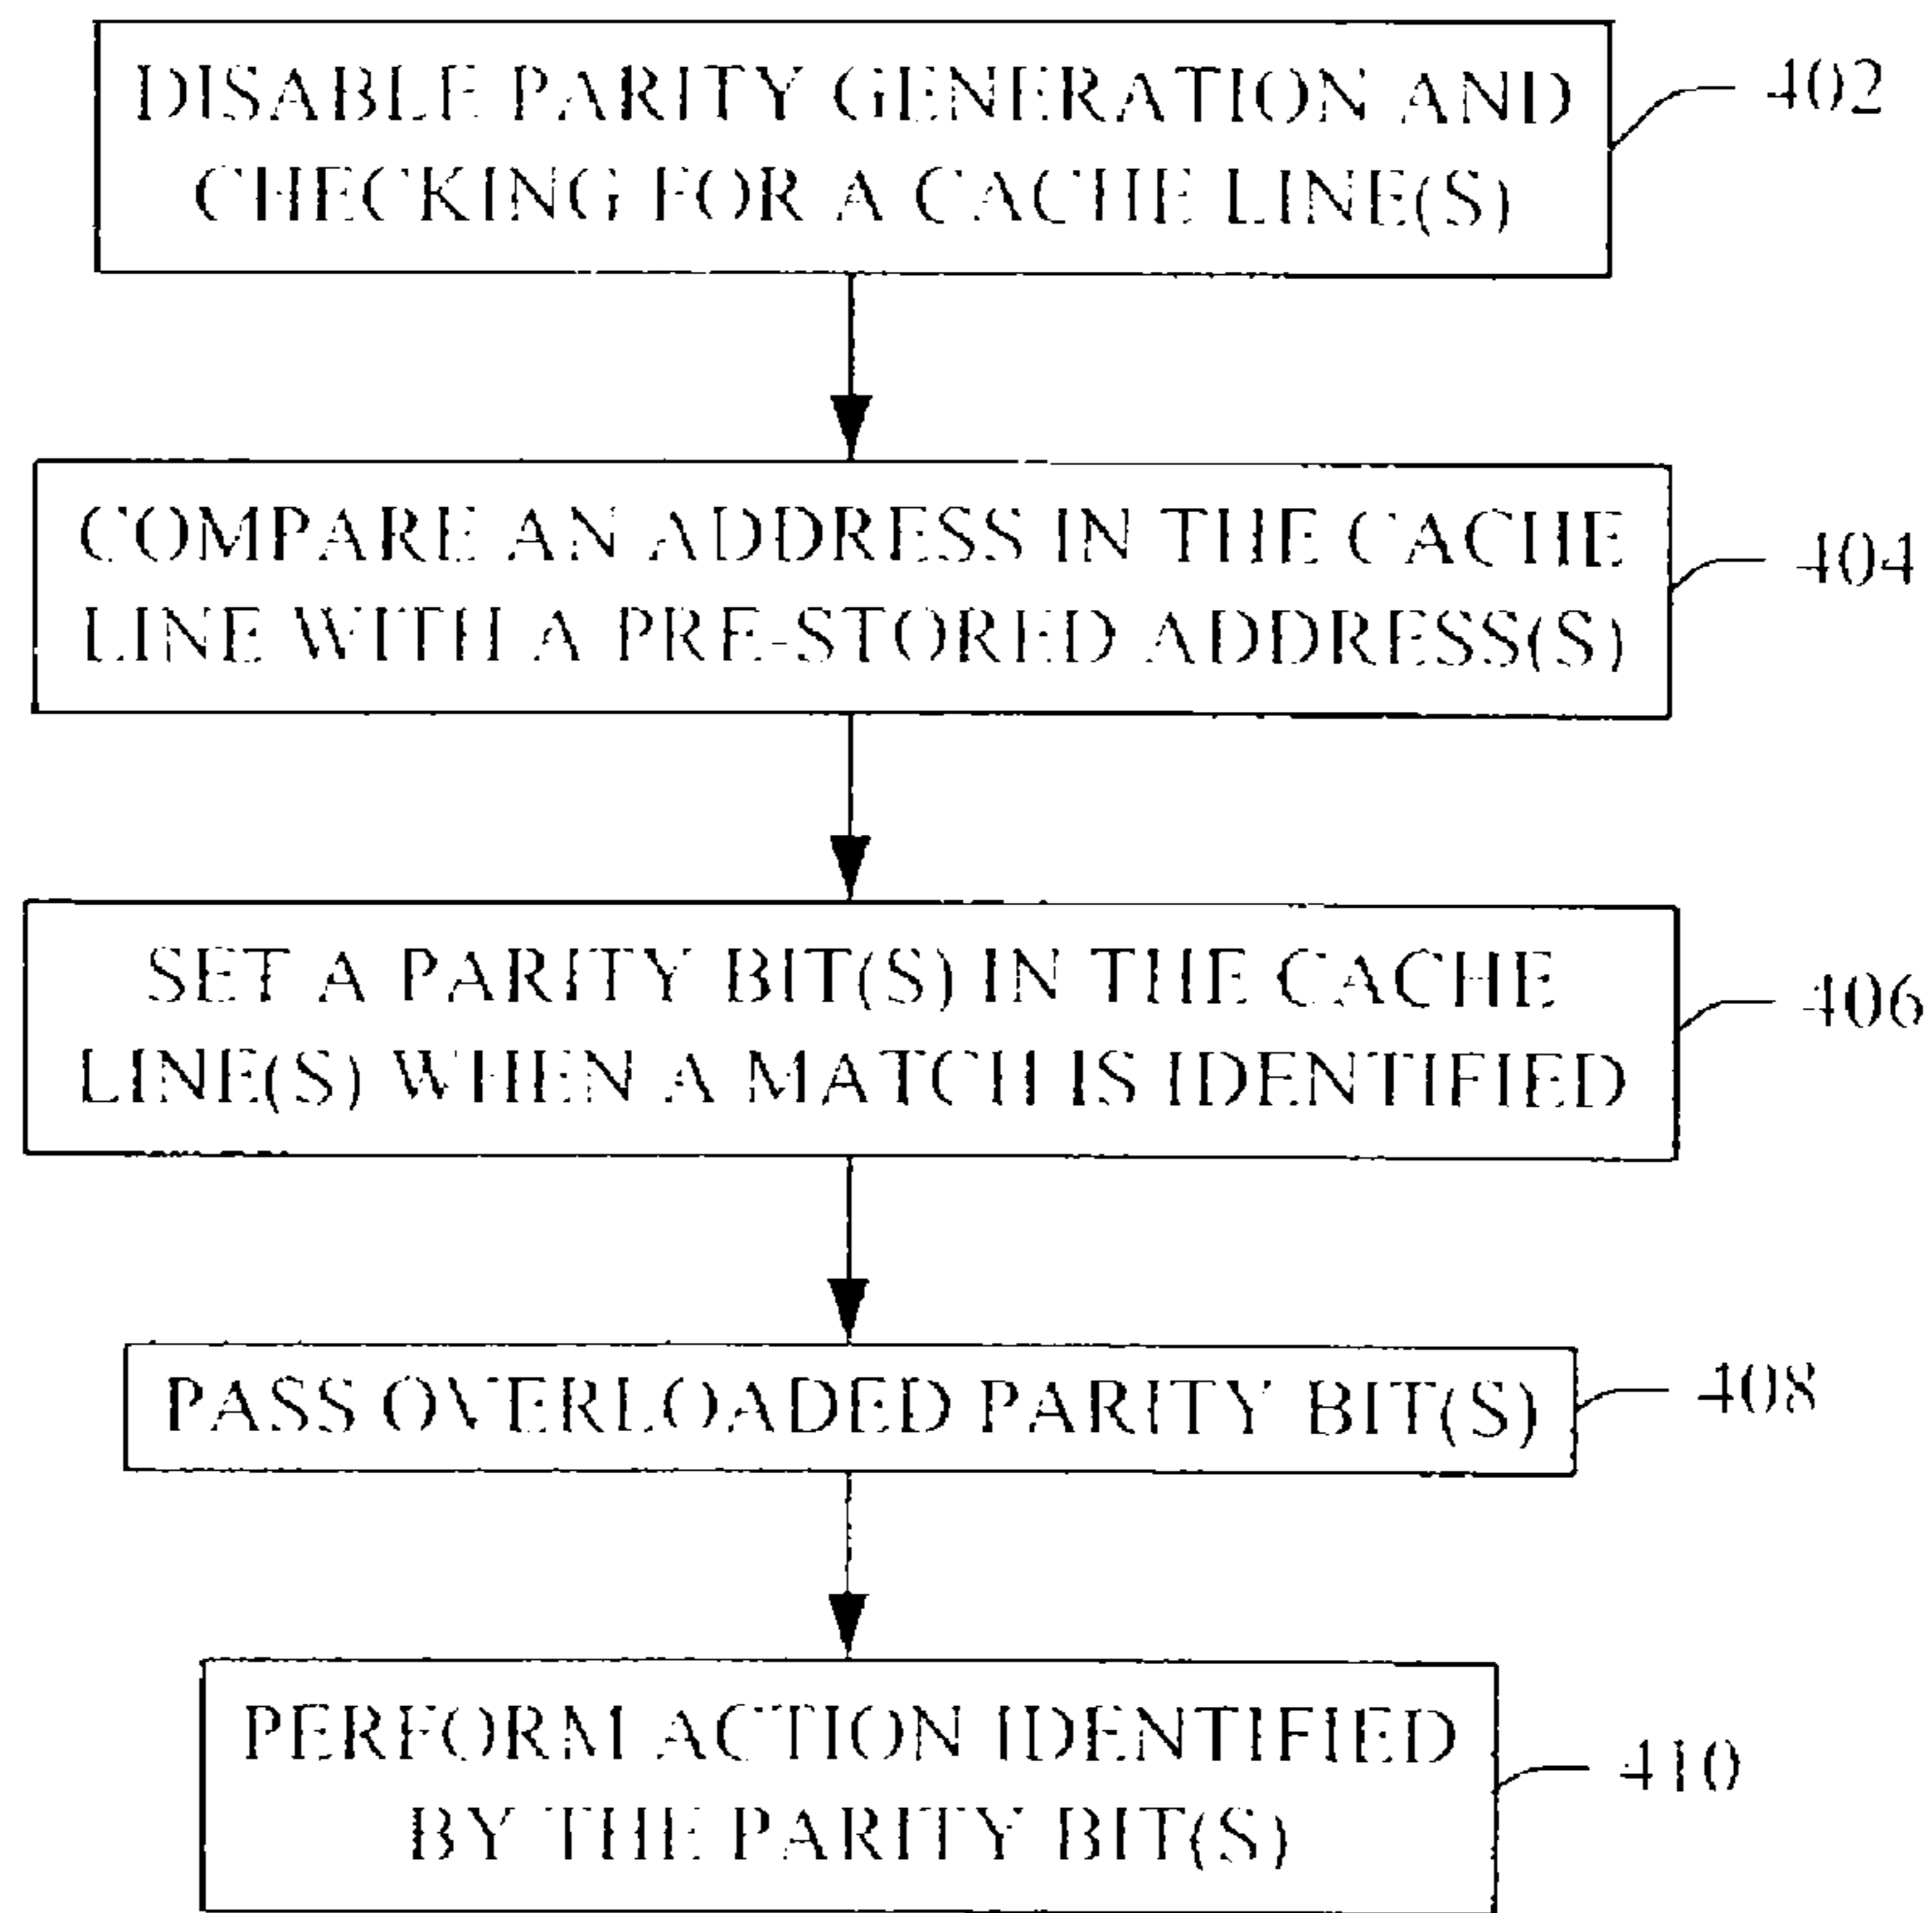 DISABLE PARITY GENERATION AND
CHECKING FOR A CACHE LINE(S)
402
COMPARE AN ADDRESS IN THE CACHE
LINE WITH A PRE-STORED ADDRESS(S)
404
SET A PARITY BIT(S) IN THE CACHE
LINE(S) WHEN A MATCH IS IDENTIFIED
406
PASS OVERLOADED PARITY BIT(S)
408
PERFORM ACTION IDENTIFIED
BY THE PARITY BIT(S)
410